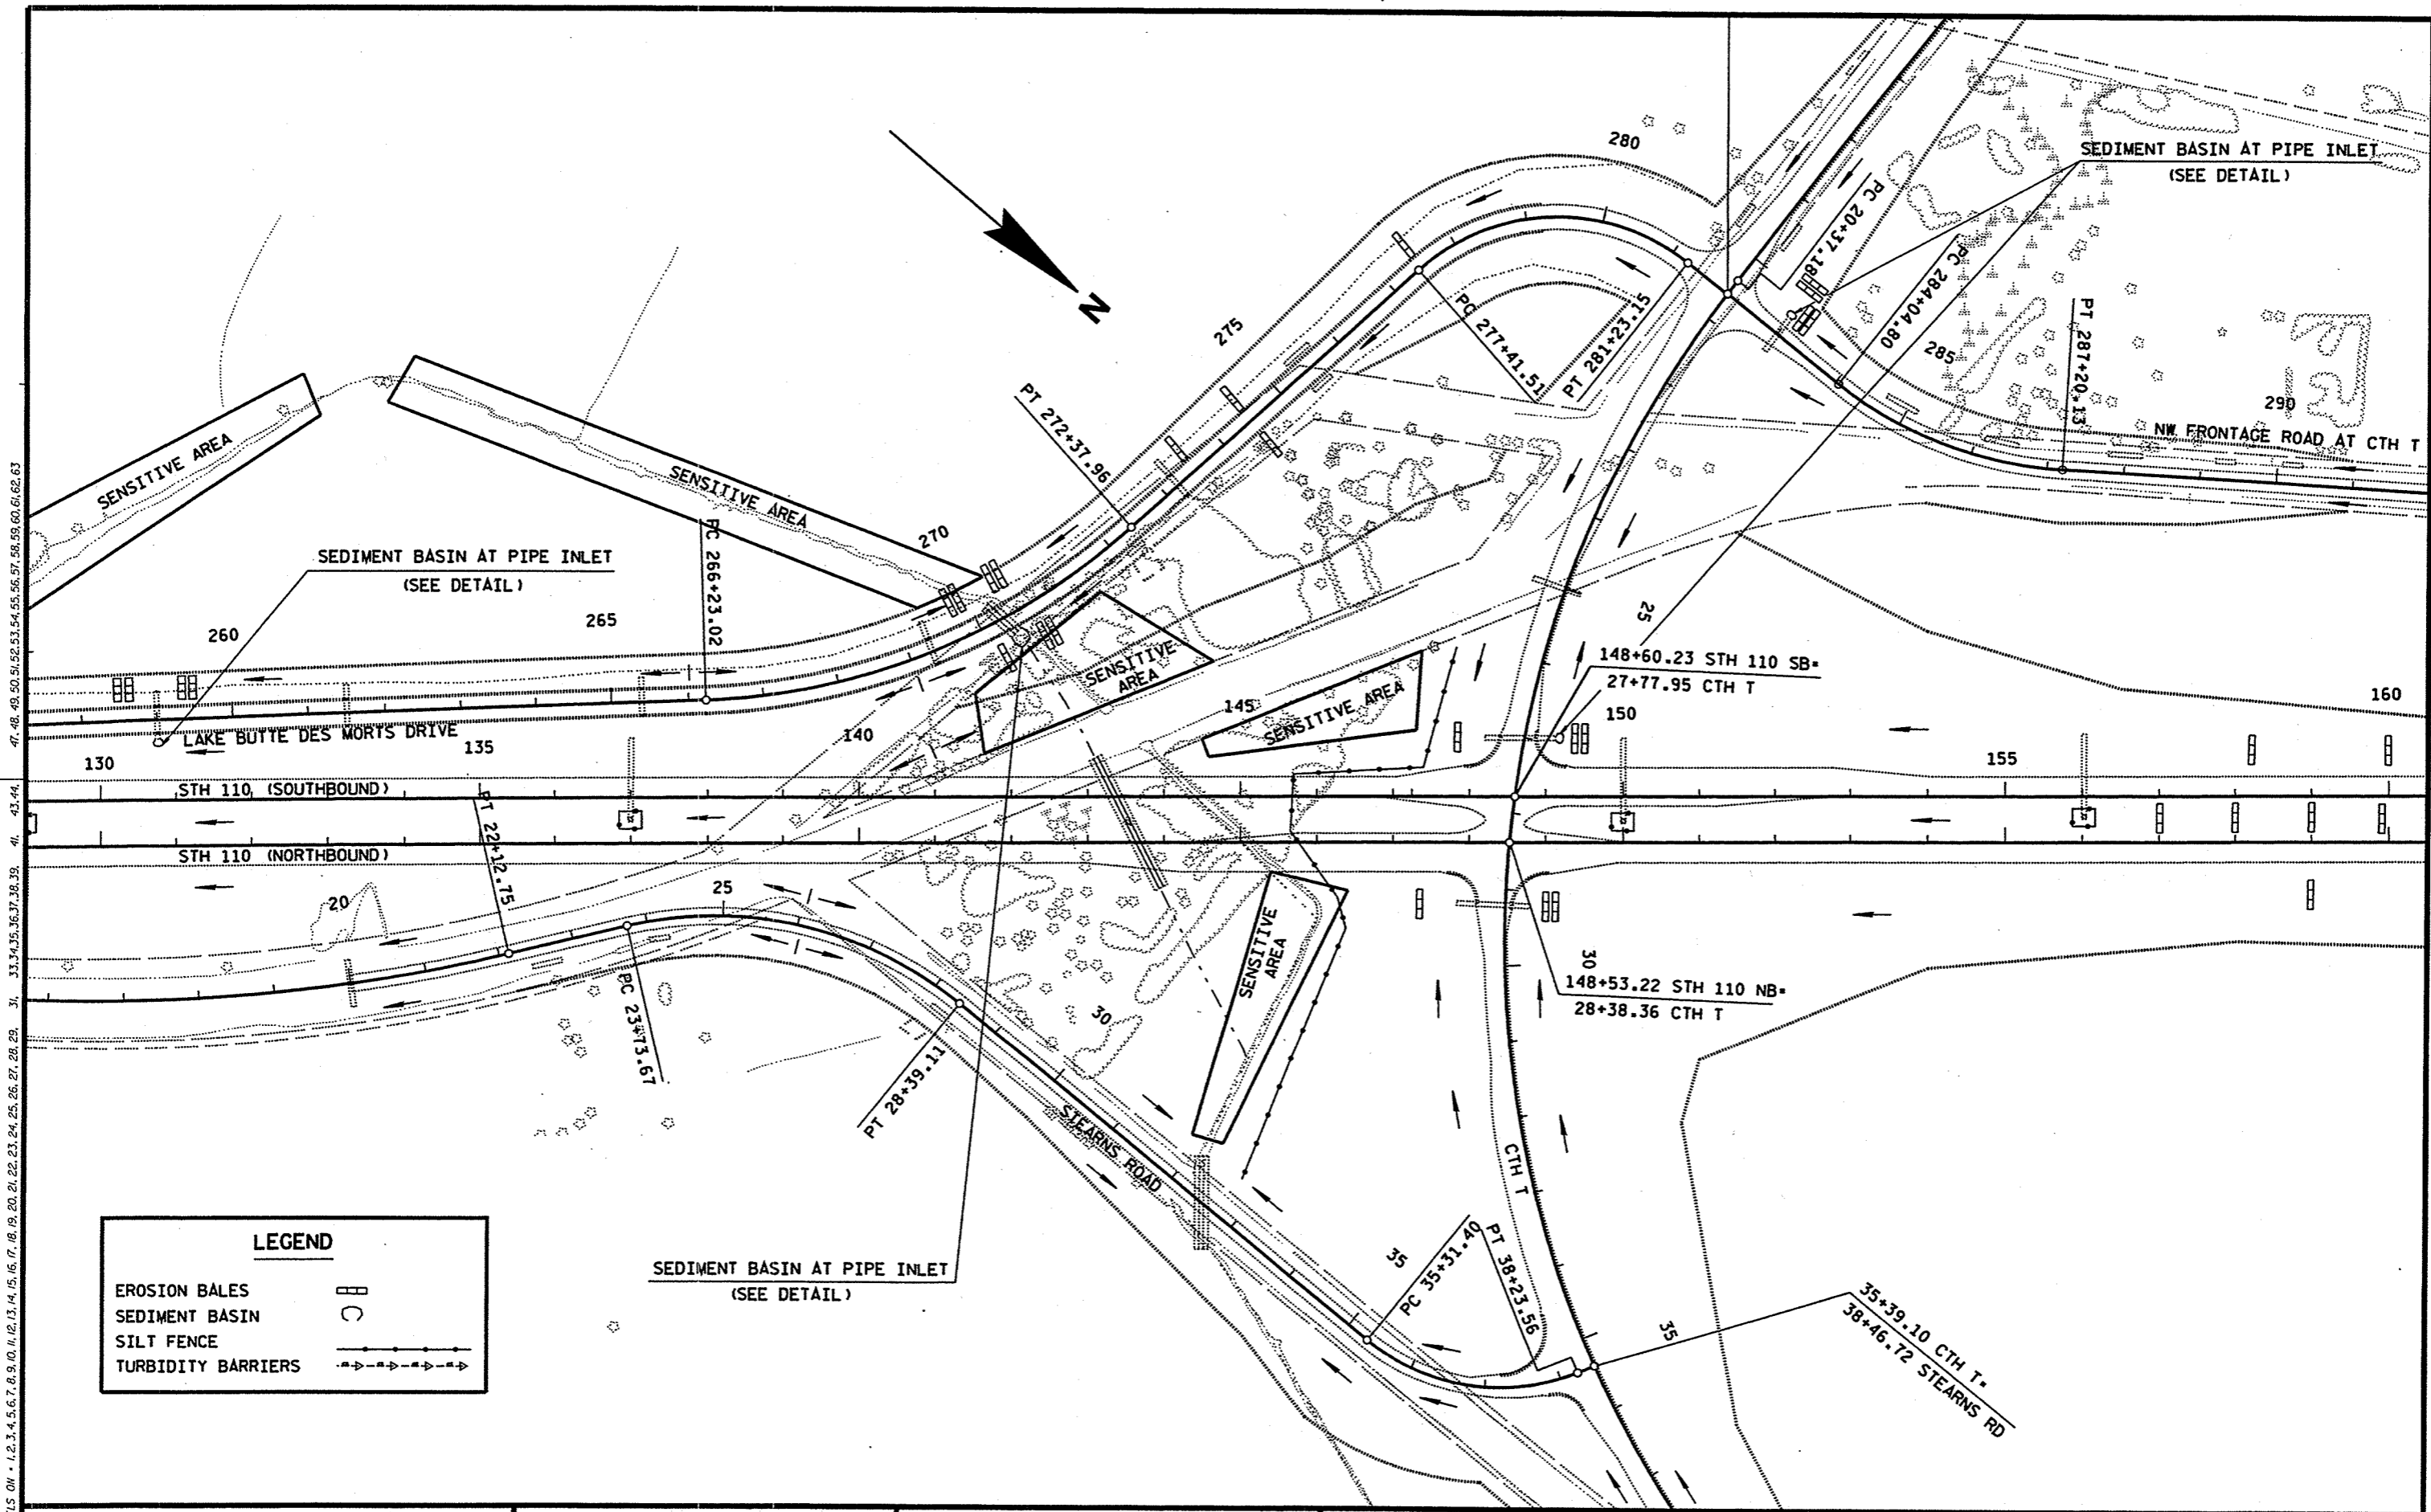 280
SEDIMENT BASIN AT PIPE INLET
(SEE DETAIL)
PC 20+37.18
PC 284+04.80
N
275
PC 277+41.51
PT 281+23.15
285
PT 287+20.13
290
NW FRONTAGE ROAD AT CTH T
PT 272+37.96
SENSITIVE AREA
SENSITIVE AREA
270
PC 266+23.02
SEDIMENT BASIN AT PIPE INLET
(SEE DETAIL)
260
265
25
SENSITIVE
AREA
148+60.23 STH 110 SB=
27+77.95 CTH T
SENSITIVE AREA
145
150
160
LAKE BUTTE DES MORTS DRIVE
135
140
130
155
STH 110 (SOUTHBOUND)
PT 22+12.75
STH 110 (NORTHBOUND)
20
25
SENSITIVE
AREA
30
148+53.22 STH 110 NB=
28+38.36 CTH T
PC 23+73.67
30
PT 28+39.11
STEARNS ROAD
CTH T
LEGEND
EROSION BALES
SEDIMENT BASIN
SILT FENCE
TURBIDITY BARRIERS
SEDIMENT BASIN AT PIPE INLET
(SEE DETAIL)
35
PC 35+31.40
PT 38+23.56
35
35+39.10 CTH T=
38+46.72 STEARNS RD